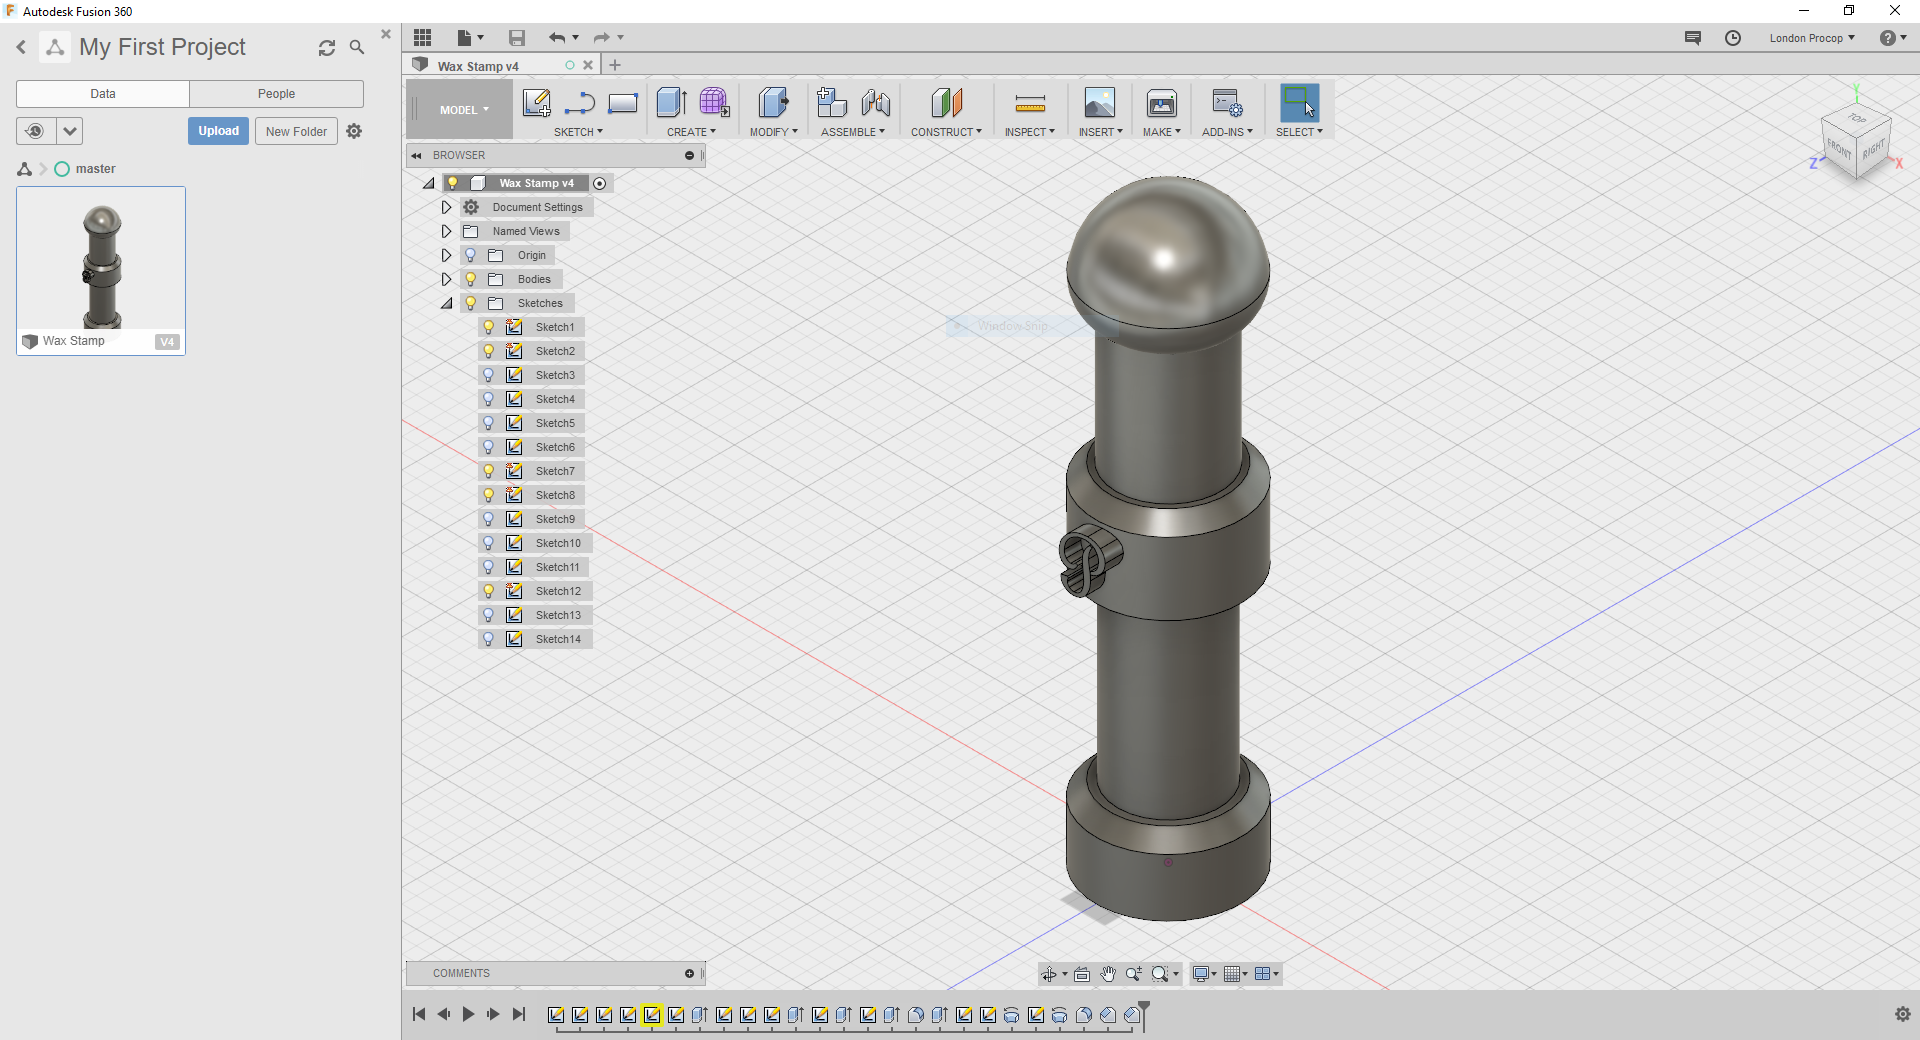 Autodesk Fusion 360
My First Project
Data
People
Upload
New Folder
master
Wax Stamp
V4
London Procop
Wax Stamp v4
MODEL
SKETCH
CREATE
MODIFY
ASSEMBLE
CONSTRUCT
INSPECT
INSERT
MAKE
ADD-INS
SELECT
BROWSER
Wax Stamp v4
Document Settings
Named Views
Origin
Bodies
Sketches
Sketch1
Sketch2
Sketch3
Sketch4
Sketch5
Sketch6
Sketch7
Sketch8
Sketch9
Sketch10
Sketch11
Sketch12
Sketch13
Sketch14
Window Snip
Y
TOP
FRONT
RIGHT
Z
X
COMMENTS